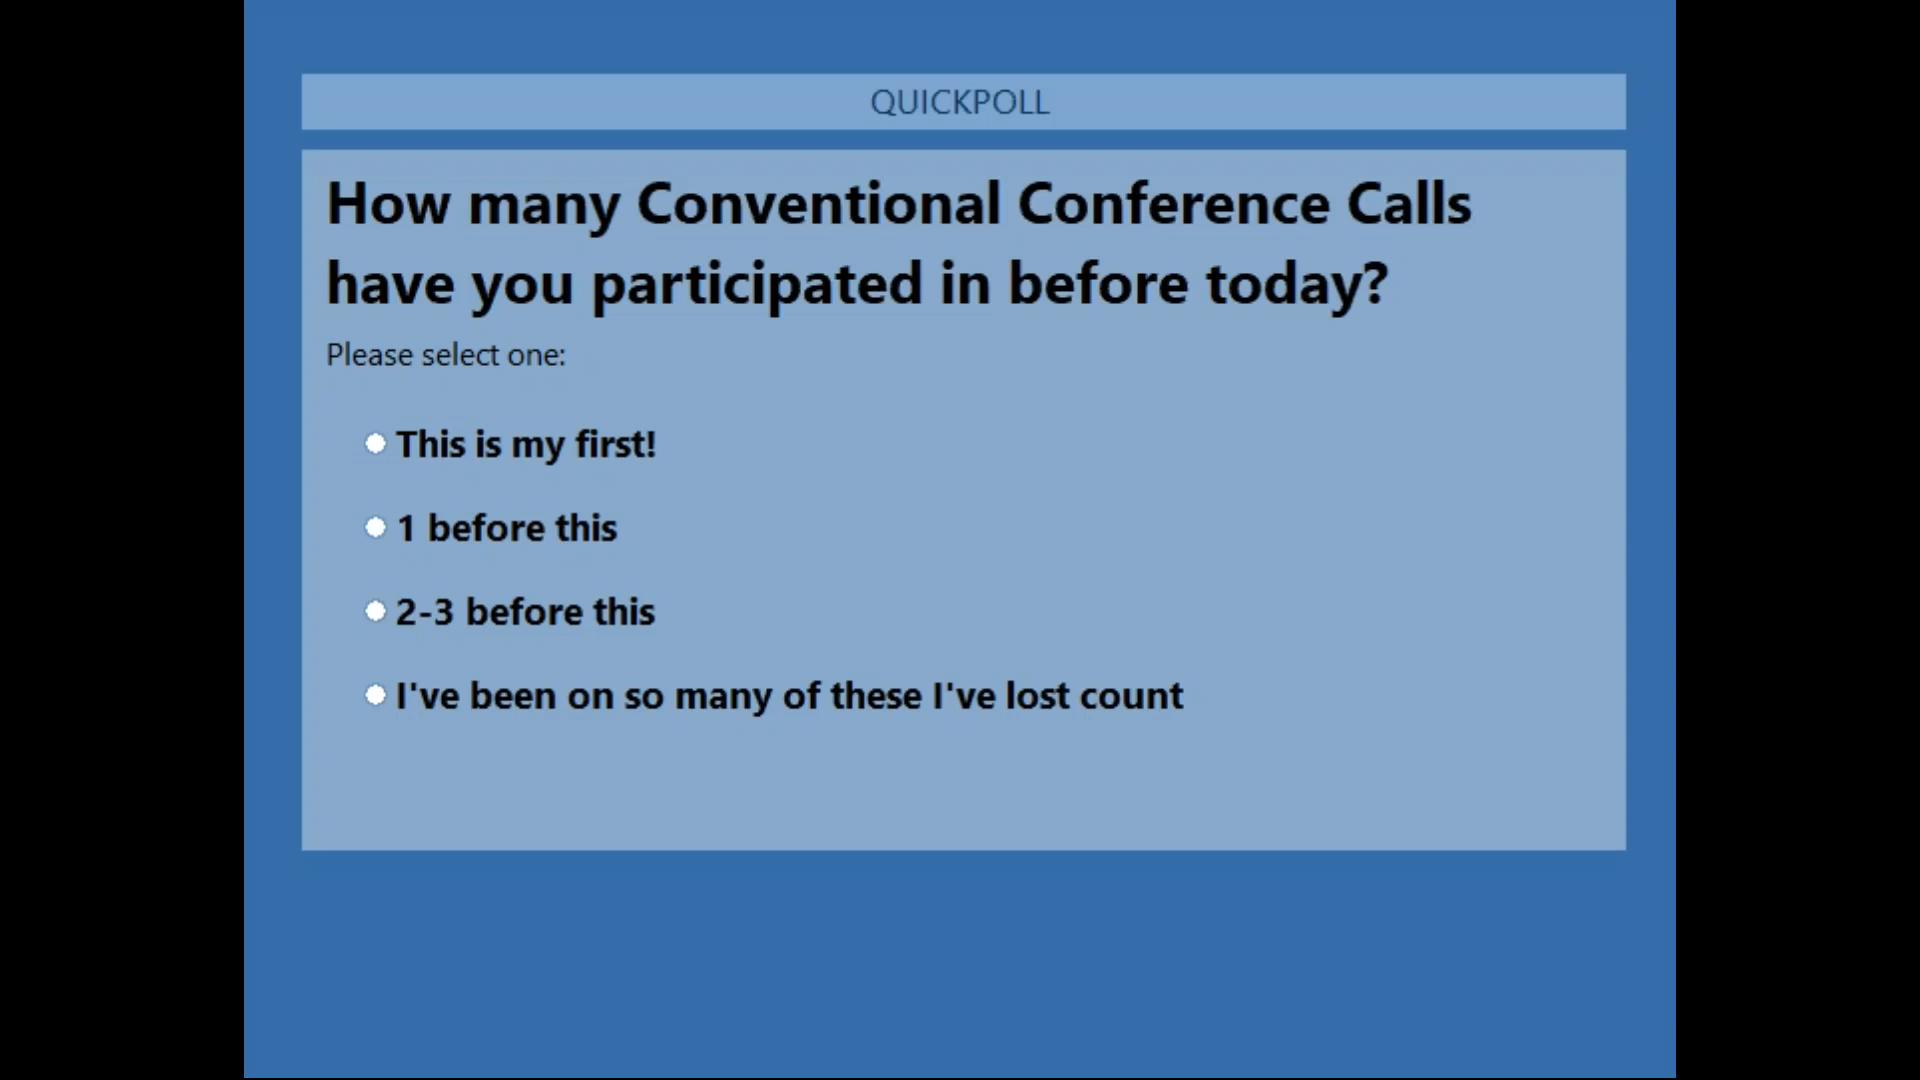 QUICKPOLL
How many Conventional Conference Calls
have you participated in before today?
Please select one:
This is my first!
1 before this
2-3 before this
I've been on so many of these I've lost count